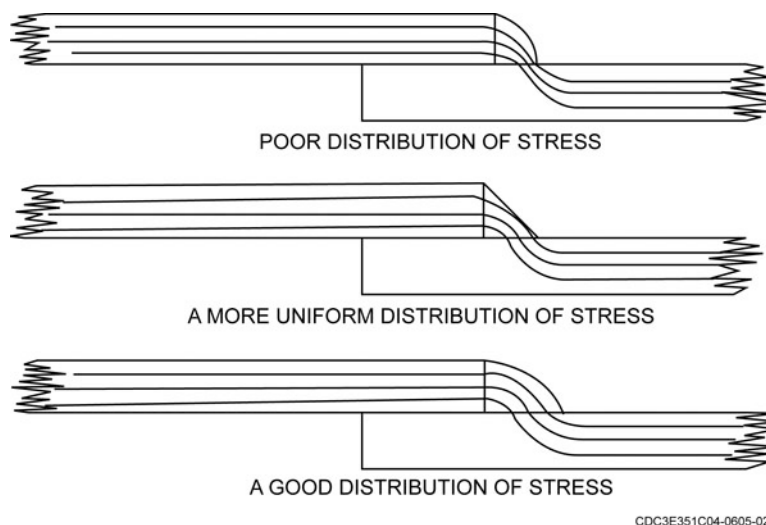 POOR DISTRIBUTION OF STRESS
A MORE UNIFORM DISTRIBUTION OF STRESS
A GOOD DISTRIBUTION OF STRESS
CDC3E351C04-0605-02